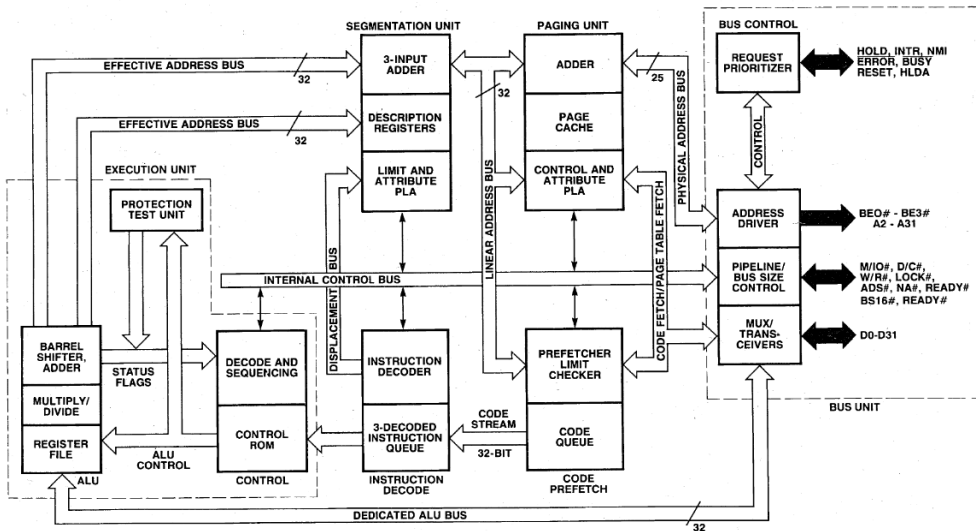 SEGMENTATION UNIT
3-INPUT
ADDER
DESCRIPTION
REGISTERS
LIMIT AND
ATTRIBUTE
PLA
PAGING UNIT
ADDER
PAGE
CACHE
CONTROL AND
ATTRIBUTE
PLA
BUS CONTROL
REQUEST
PRIORITIZER
HOLD, INTR, NMI
ERROR, BUSY
RESET, HLDA
EFFECTIVE ADDRESS BUS
32
EFFECTIVE ADDRESS BUS
32
32
25
PHYSICAL ADDRESS BUS
CONTROL
EXECUTION UNIT
PROTECTION
TEST UNIT
LINEAR ADDRESS BUS
CODE FETCH/PAGE TABLE FETCH
DISPLACEMENT BUS
INTERNAL CONTROL BUS
ADDRESS
DRIVER
BEO# - BE3#
A2 - A31
PIPELINE/
BUS SIZE
CONTROL
M/IO#, D/C#,
W/R#, LOCK#,
ADS#, NA#, READY#
BS16#, READY#
MUX/
TRANS-
CEIVERS
D0-D31
BARREL
SHIFTER,
ADDER
MULTIPLY/
DIVIDE
REGISTER
FILE
ALU
STATUS
FLAGS
ALU
CONTROL
DECODE AND
SEQUENCING
CONTROL
ROM
CONTROL
INSTRUCTION
DECODER
3-DECODED
INSTRUCTION
QUEUE
INSTRUCTION
DECODE
CODE
STREAM
32-BIT
PREFETCHER
LIMIT
CHECKER
CODE
QUEUE
CODE
PREFETCH
BUS UNIT
DEDICATED ALU BUS
32